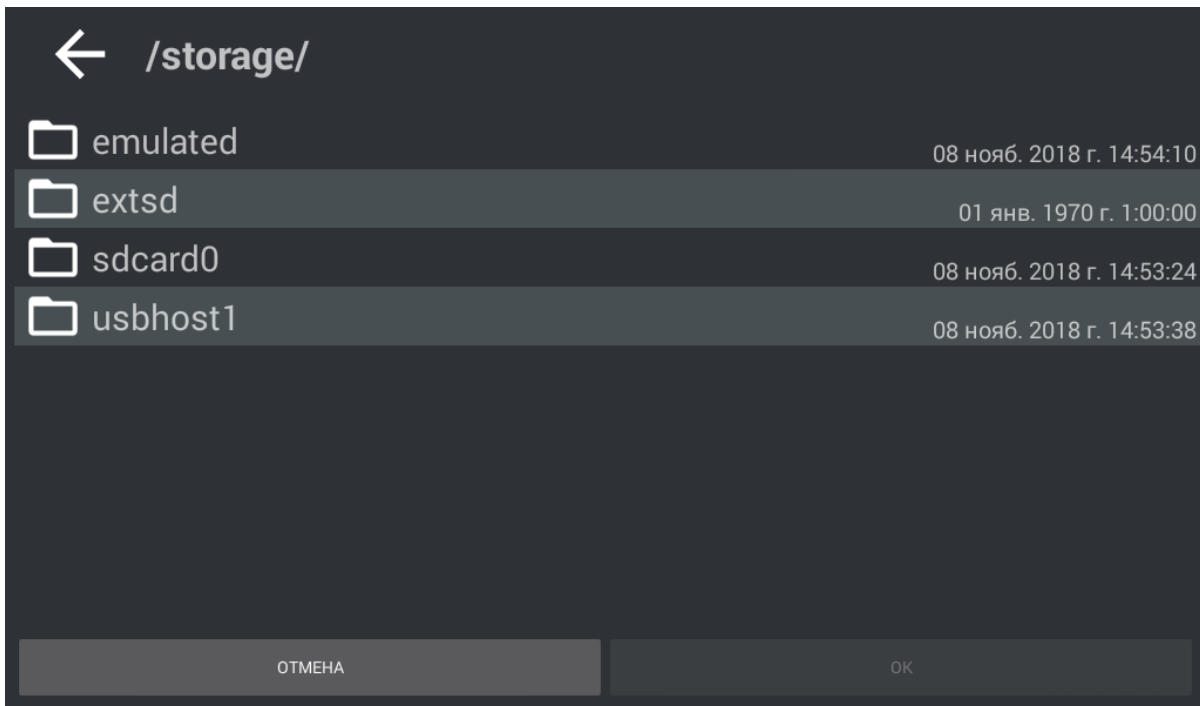 /storage/
emulated
08 нояб. 2018 г. 14:54:10
extsd
01 янв. 1970 г. 1:00:00
sdcard0
08 нояб. 2018 г. 14:53:24
usbhost1
08 нояб. 2018 г. 14:53:38
ОТМЕНА
ОК